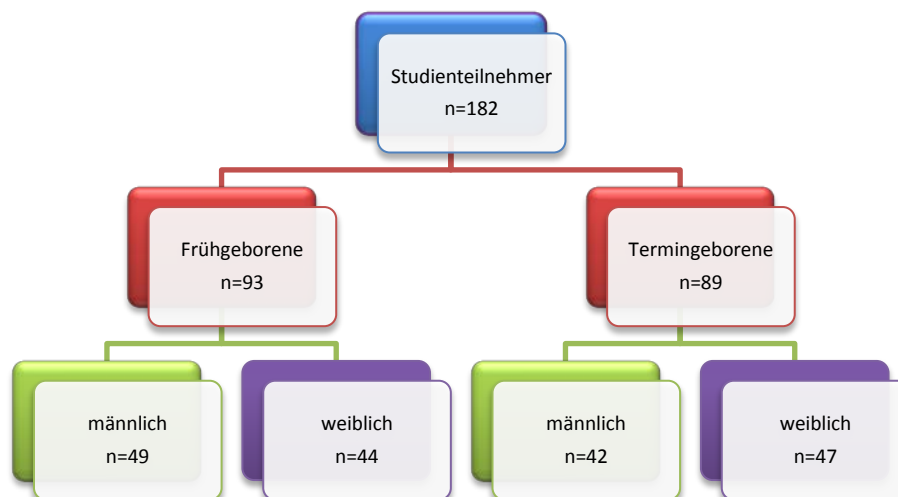 Studienteilnehmer
n=182
Frühgeborene
n=93
Termingeborene
n=89
männlich
n=49
weiblich
n=44
männlich
n=42
weiblich
n=47